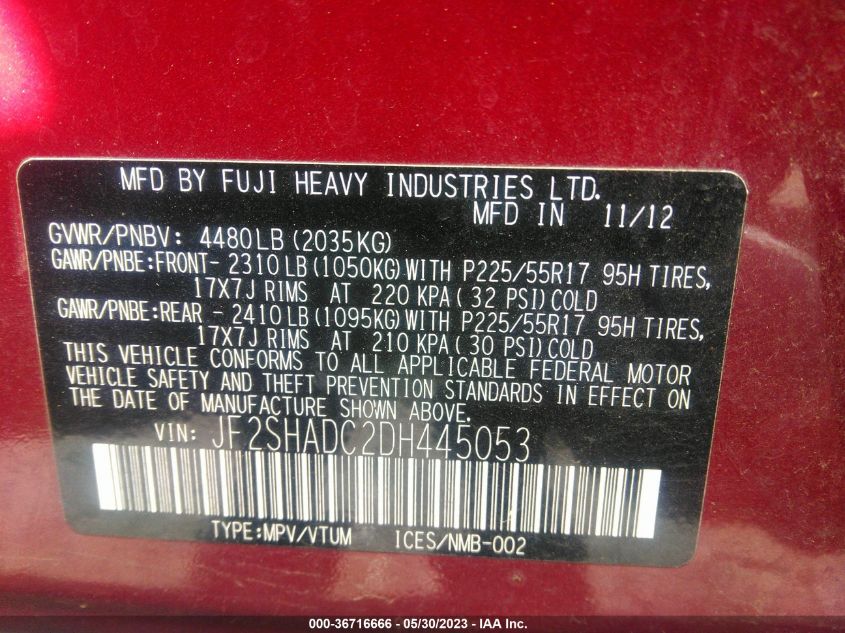 MFD BY FUJI HEAVY INDUSTRIES LTD.
MFD IN 11/12
GVWR/PNBV: 4480LB (2035KG)
GAWR/PNBE:FRONT- 2310 LB (1050KG) WITH P225/55R17 95H TIRES,
17X7J RIMS AT 220 KPA ( 32 PSI) COLD
GAWR/PNBE:REAR - 2410 LB (1095KG) WITH P225/55R17 95H TIRES,
17X7J RIMS AT 210 KPA ( 30 PSI) COLD
THIS VEHICLE CONFORMS TO ALL APPLICABLE FEDERAL MOTOR
VEHICLE SAFETY AND THEFT PREVENTION STANDARDS IN EFFECT ON
THE DATE OF MANUFACTURE SHOWN ABOVE.
VIN: JF2SHADC2DH445053
TYPE:MPV/VTUM ICES/NMB-002
000-36716666 - 05/30/2023 - IAA Inc.